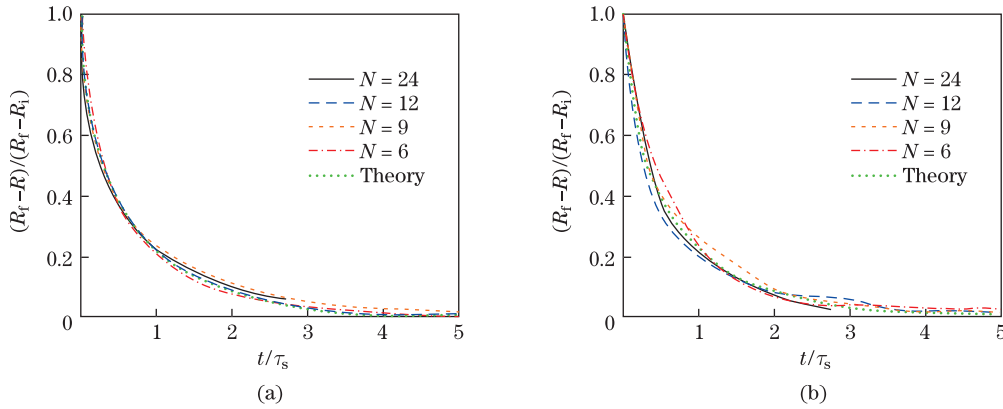 1.0
0.8
0.6
0.4
0.2
0
(R_f −R)/(R_f−R_i)
N = 24
N = 12
N = 9
N = 6
Theory
1 2 3 4 5
t/τ_s
(a)
1.0
0.8
0.6
0.4
0.2
0
(R_f −R)/(R_f−R_i)
N = 24
N = 12
N = 9
N = 6
Theory
1 2 3 4 5
t/τ_s
(b)